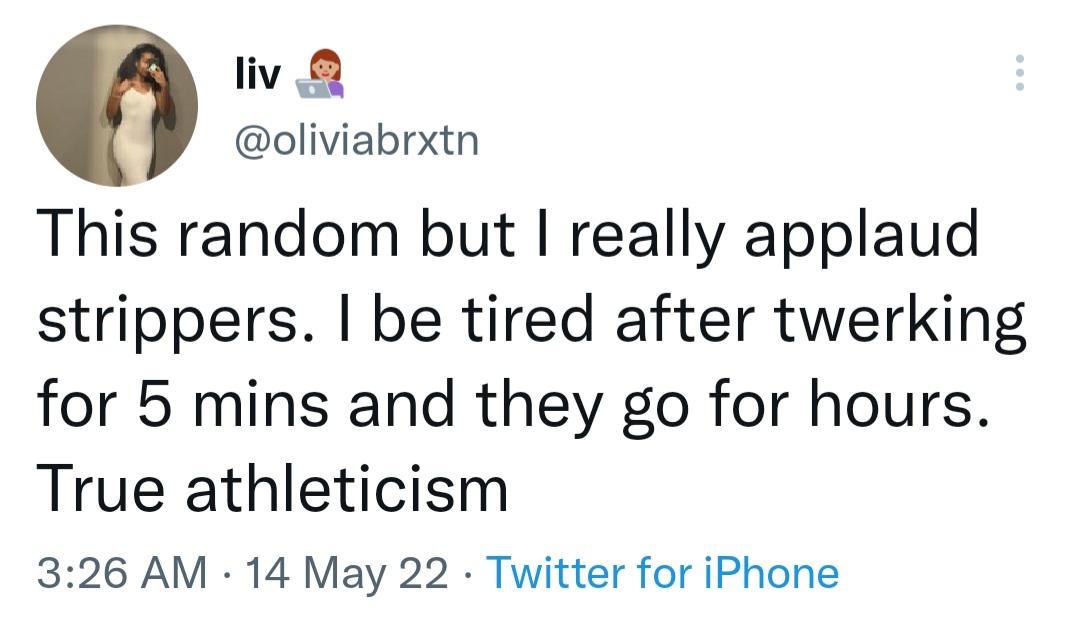 liv 👩🏽‍💻
@oliviabrxtn
This random but I really applaud
strippers. I be tired after twerking
for 5 mins and they go for hours.
True athleticism
3:26 AM · 14 May 22 · Twitter for iPhone